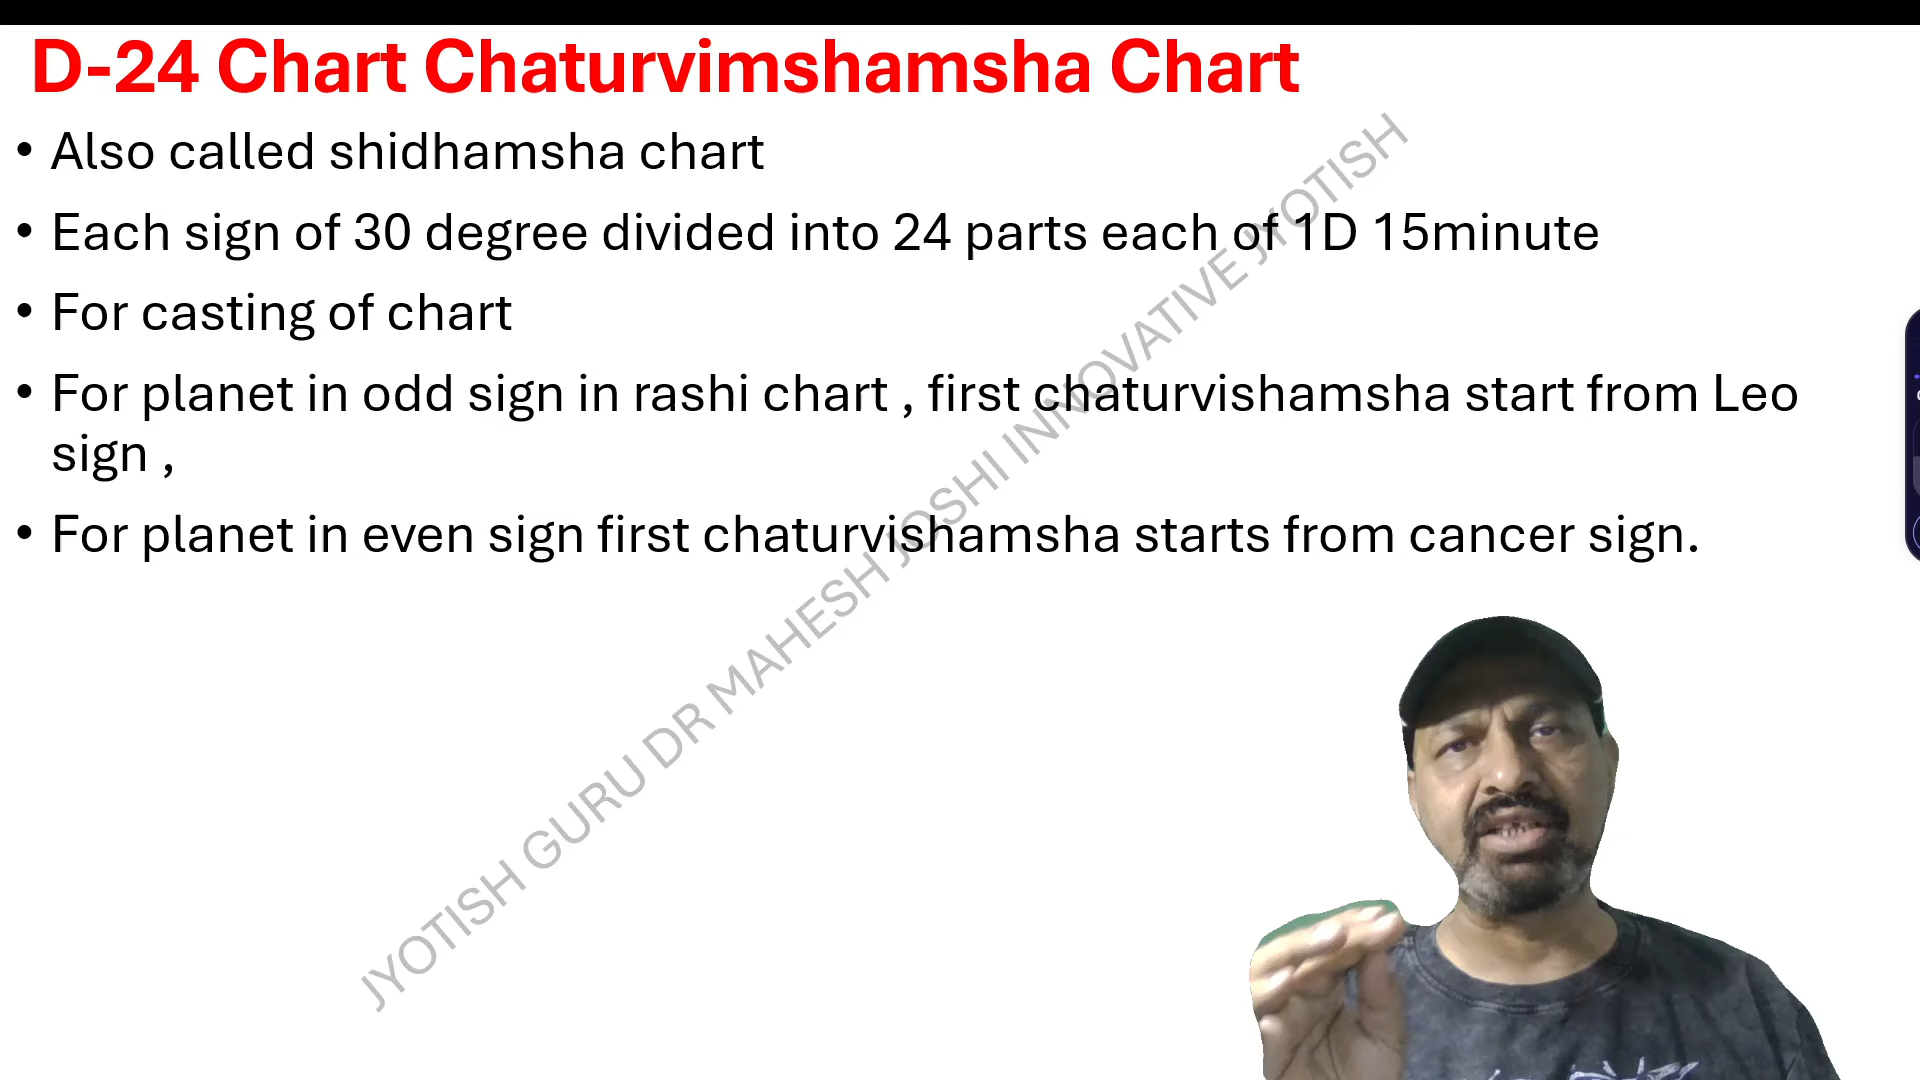 D-24 Chart Chaturvimshamsha Chart
• Also called shidhamsha chart
• Each sign of 30 degree divided into 24 parts each of 1D 15minute
• For casting of chart
• For planet in odd sign in rashi chart , first chaturvishamsha start from Leo
sign ,
• For planet in even sign first chaturvishamsha starts from cancer sign.
JYOTISH GURU DR MAHESH JOSHI INNOVATIVE JYOTISH